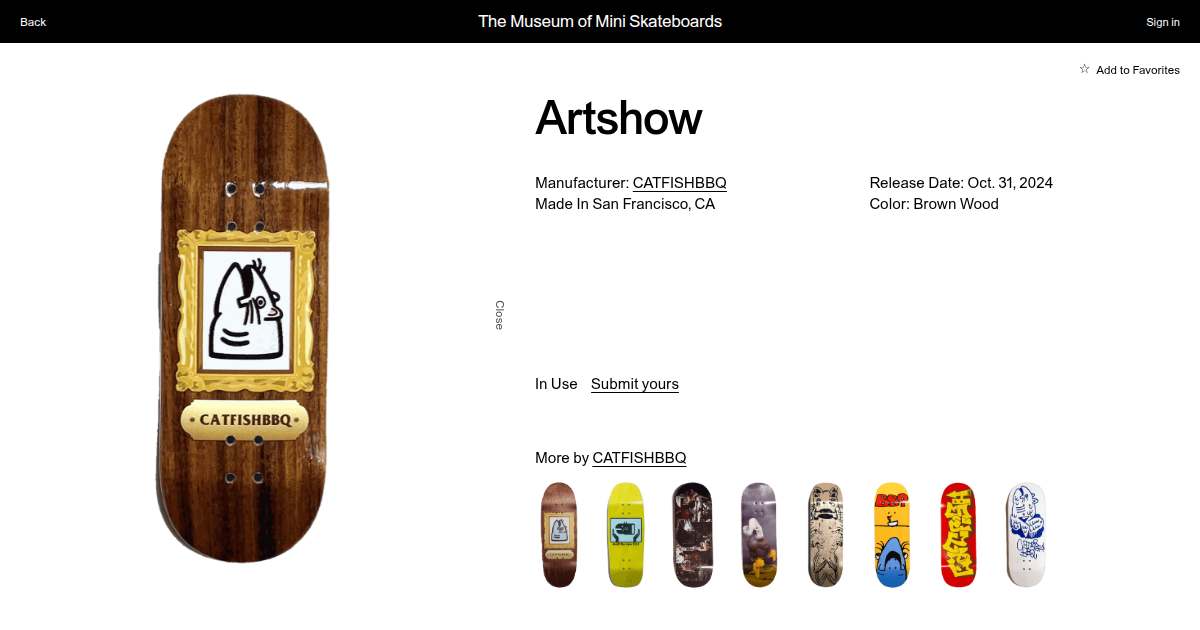 Back
The Museum of Mini Skateboards
Sign in
☆ Add to Favorites
Artshow
Manufacturer: CATFISHBBQ
Made In San Francisco, CA
Release Date: Oct. 31, 2024
Color: Brown Wood
CATFISHBBQ
Close
In Use Submit yours
More by CATFISHBBQ